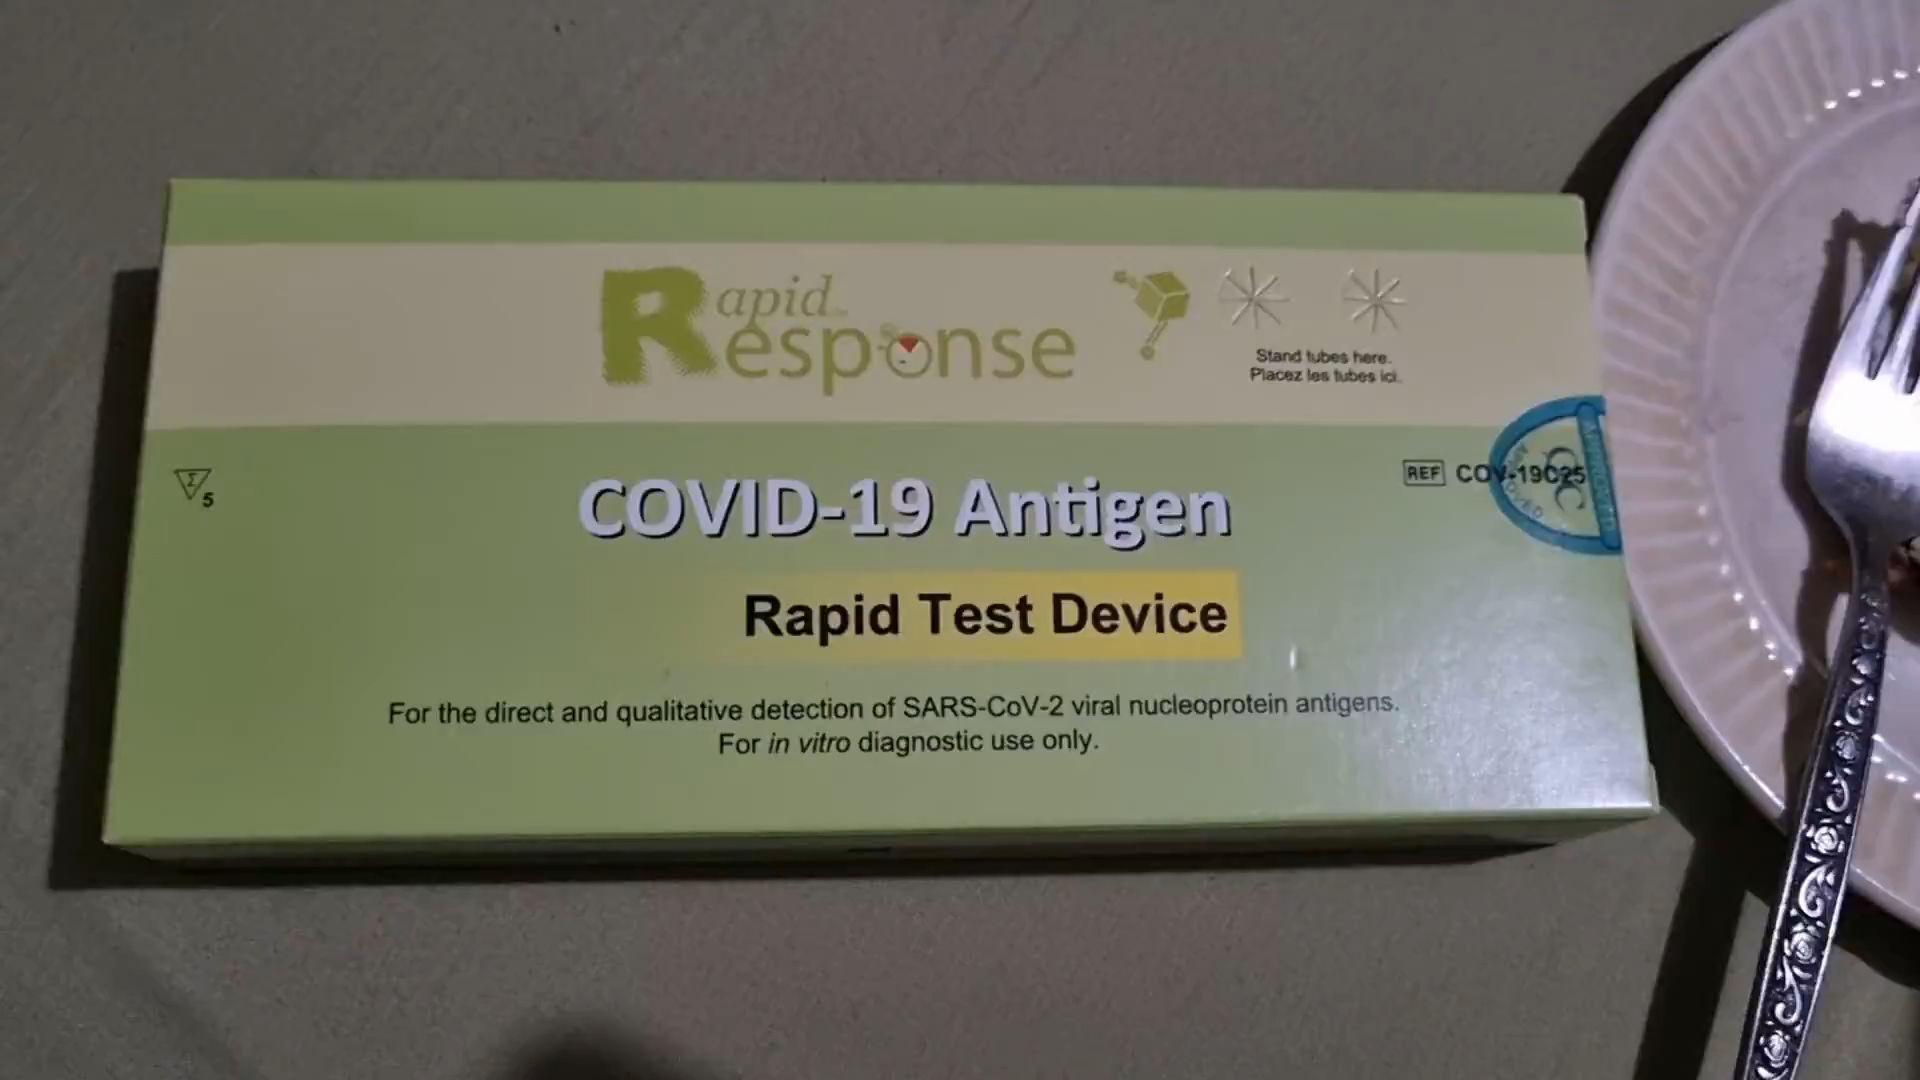 Rapid
Response
Stand tubes here.
Placez les tubes ici.
Σ
5
REF COV-19C25
COVID-19 Antigen
Rapid Test Device
For the direct and qualitative detection of SARS-CoV-2 viral nucleoprotein antigens.
For in vitro diagnostic use only.